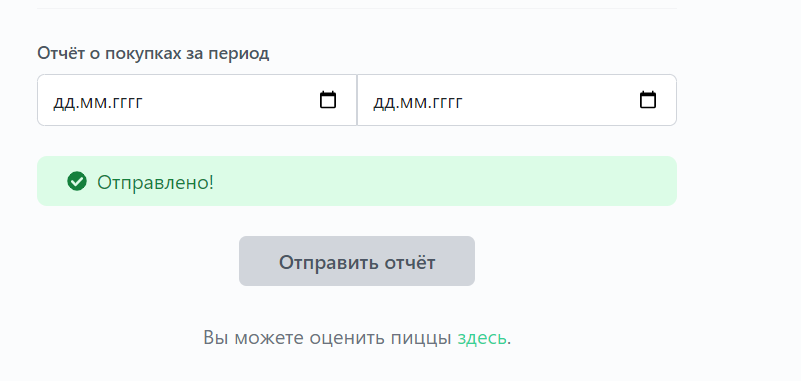 Отчёт о покупках за период
дд.мм.гггг дд.мм.гггг
Отправлено!
Отправить отчёт
Вы можете оценить пиццы здесь.